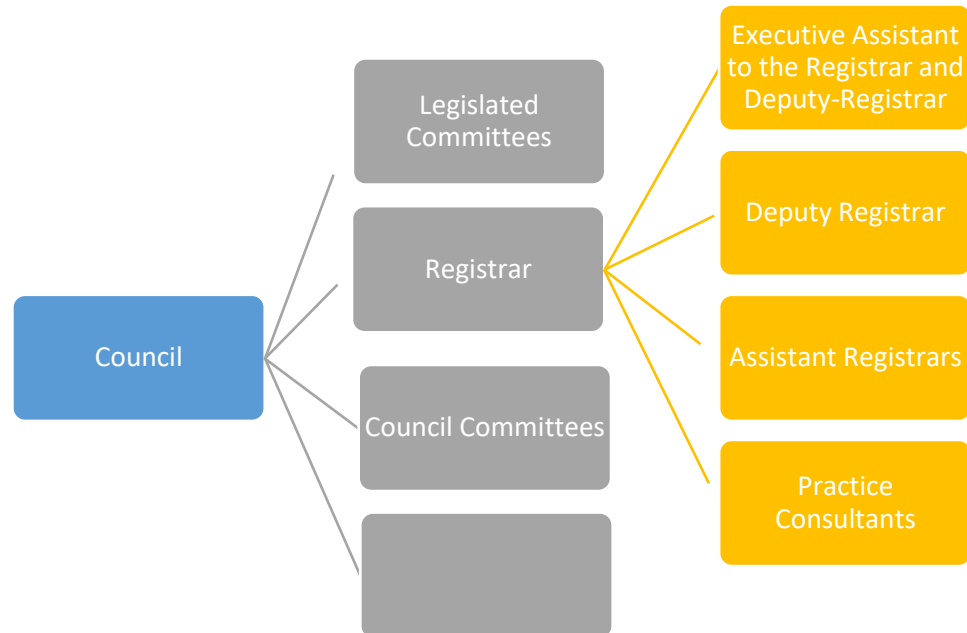 Council
Legislated
Committees
Registrar
Council Committees
Executive Assistant
to the Registrar and
Deputy-Registrar
Deputy Registrar
Assistant Registrars
Practice
Consultants